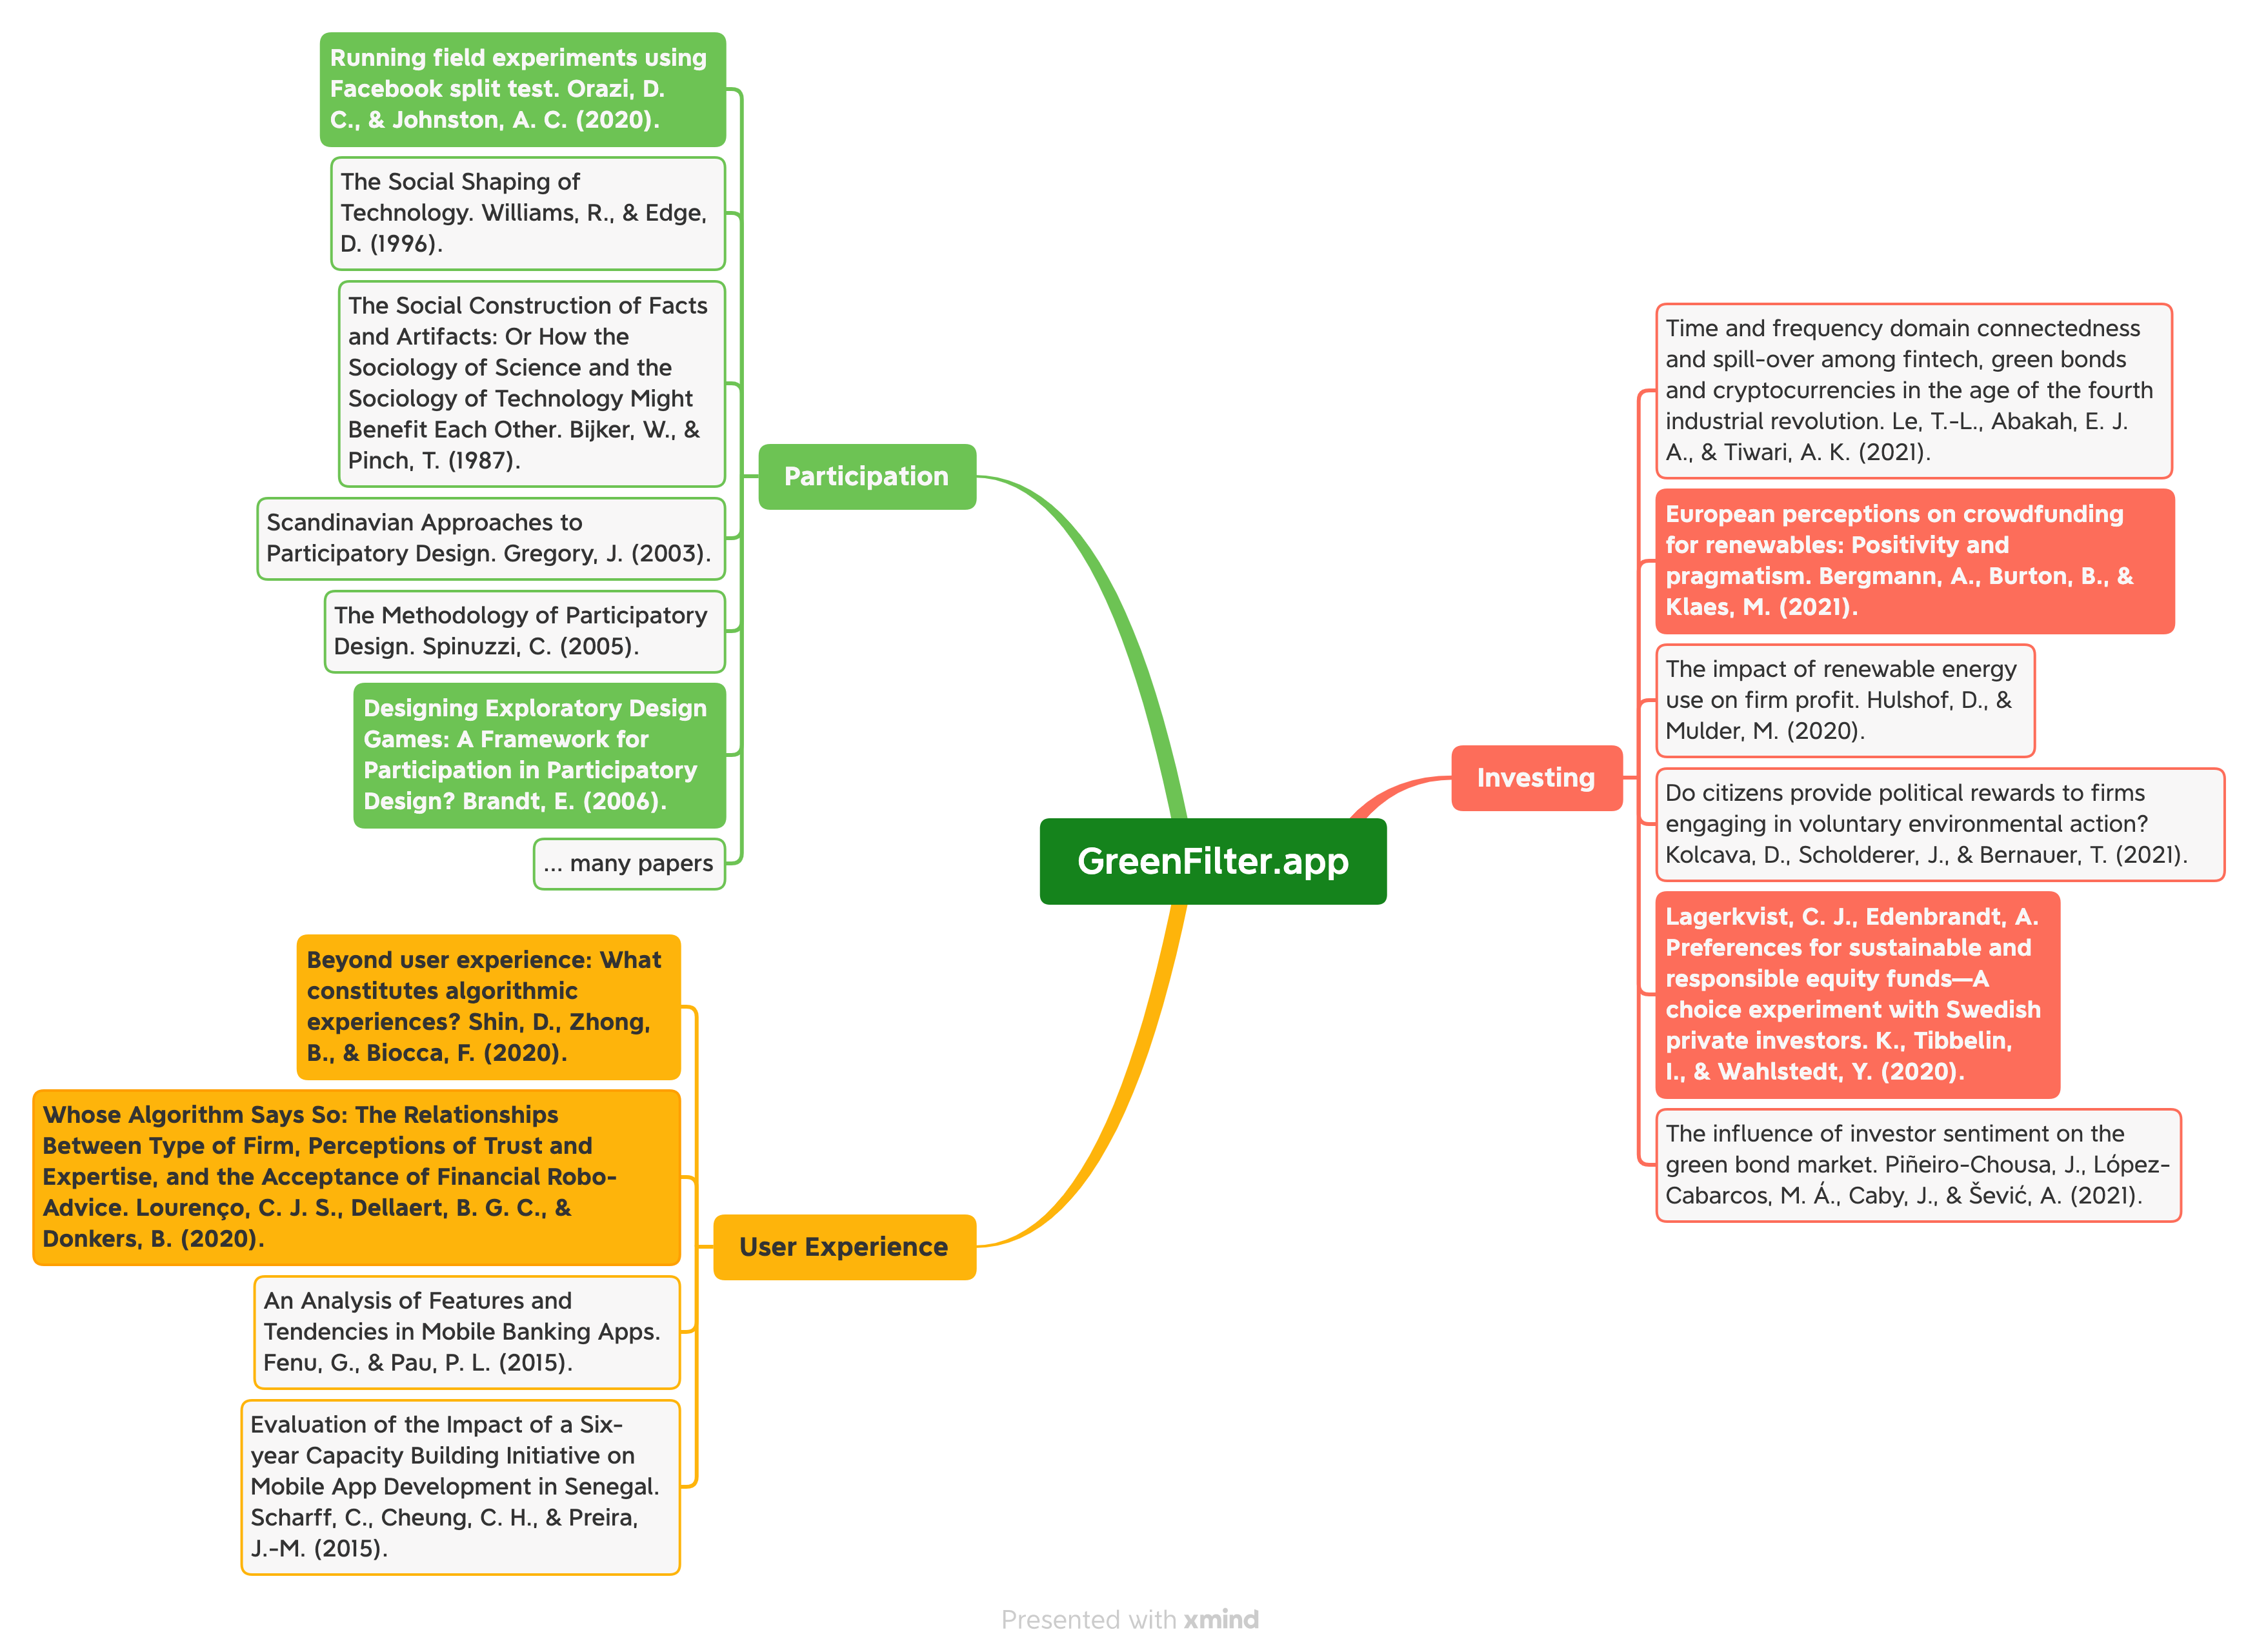 Running field experiments using
Facebook split test. Orazi, D.
C., & Johnston, A. C. (2020).
The Social Shaping of
Technology. Williams, R., & Edge,
D. (1996).
The Social Construction of Facts
and Artifacts: Or How the
Sociology of Science and the
Sociology of Technology Might
Benefit Each Other. Bijker, W., &
Pinch, T. (1987).
Scandinavian Approaches to
Participatory Design. Gregory, J. (2003).
The Methodology of Participatory
Design. Spinuzzi, C. (2005).
Designing Exploratory Design
Games: A Framework for
Participation in Participatory
Design? Brandt, E. (2006).
... many papers
Participation
Beyond user experience: What
constitutes algorithmic
experiences? Shin, D., Zhong,
B., & Biocca, F. (2020).
Whose Algorithm Says So: The Relationships
Between Type of Firm, Perceptions of Trust and
Expertise, and the Acceptance of Financial Robo-
Advice. Lourenço, C. J. S., Dellaert, B. G. C., &
Donkers, B. (2020).
An Analysis of Features and
Tendencies in Mobile Banking Apps.
Fenu, G., & Pau, P. L. (2015).
Evaluation of the Impact of a Six-
year Capacity Building Initiative on
Mobile App Development in Senegal.
Scharff, C., Cheung, C. H., & Preira,
J.-M. (2015).
User Experience
GreenFilter.app
Investing
Time and frequency domain connectedness
and spill-over among fintech, green bonds
and cryptocurrencies in the age of the fourth
industrial revolution. Le, T.-L., Abakah, E. J.
A., & Tiwari, A. K. (2021).
European perceptions on crowdfunding
for renewables: Positivity and
pragmatism. Bergmann, A., Burton, B., &
Klaes, M. (2021).
The impact of renewable energy
use on firm profit. Hulshof, D., &
Mulder, M. (2020).
Do citizens provide political rewards to firms
engaging in voluntary environmental action?
Kolcava, D., Scholderer, J., & Bernauer, T. (2021).
Lagerkvist, C. J., Edenbrandt, A.
Preferences for sustainable and
responsible equity funds—A
choice experiment with Swedish
private investors. K., Tibbelin,
I., & Wahlstedt, Y. (2020).
The influence of investor sentiment on the
green bond market. Piñeiro-Chousa, J., López-
Cabarcos, M. Á., Caby, J., & Šević, A. (2021).
Presented with xmind